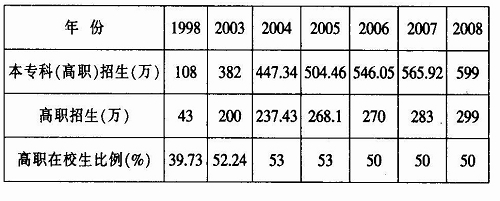 年 份 1998 2003 2004 2005 2006 2007 2008
本专科(高职)招生(万) 108 382 447.34 504.46 546.05 565.92 599
高职招生(万) 43 200 237.43 268.1 270 283 299
高职在校生比例(%) 39.73 52.24 53 53 50 50 50